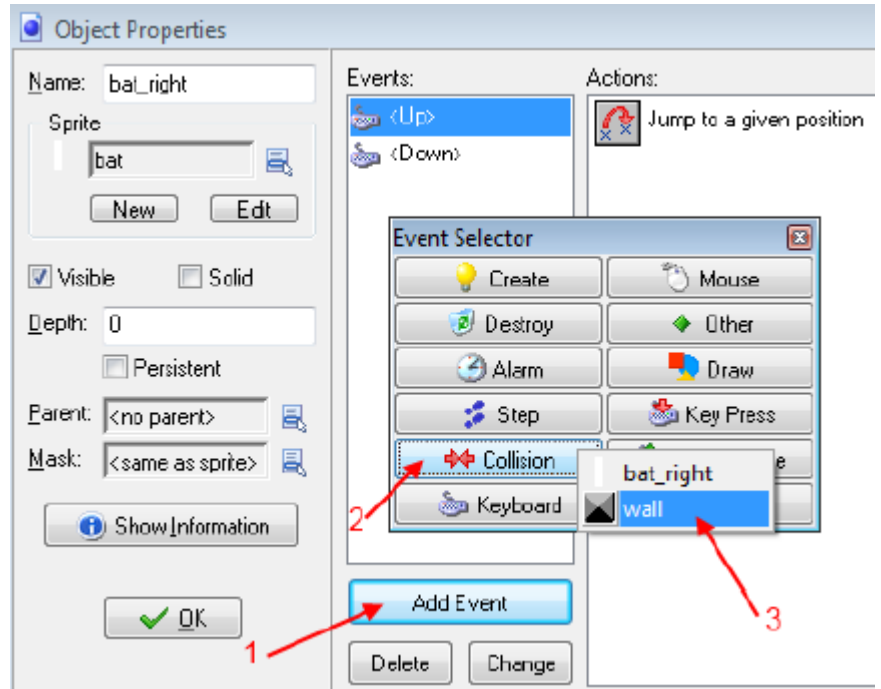 Object Properties
Name: bat_right
Sprite
bat
New Edit
Visible Solid
Depth: 0
Persistent
Parent: <no parent>
Mask: <same as sprite>
Show Information
OK
Events:
<Up>
<Down>
Add Event
Delete Change
Actions:
Jump to a given position
Event Selector
Create Mouse
Destroy Other
Alarm Draw
Step Key Press
Collision e
Keyboard
bat_right
wall
1
2
3